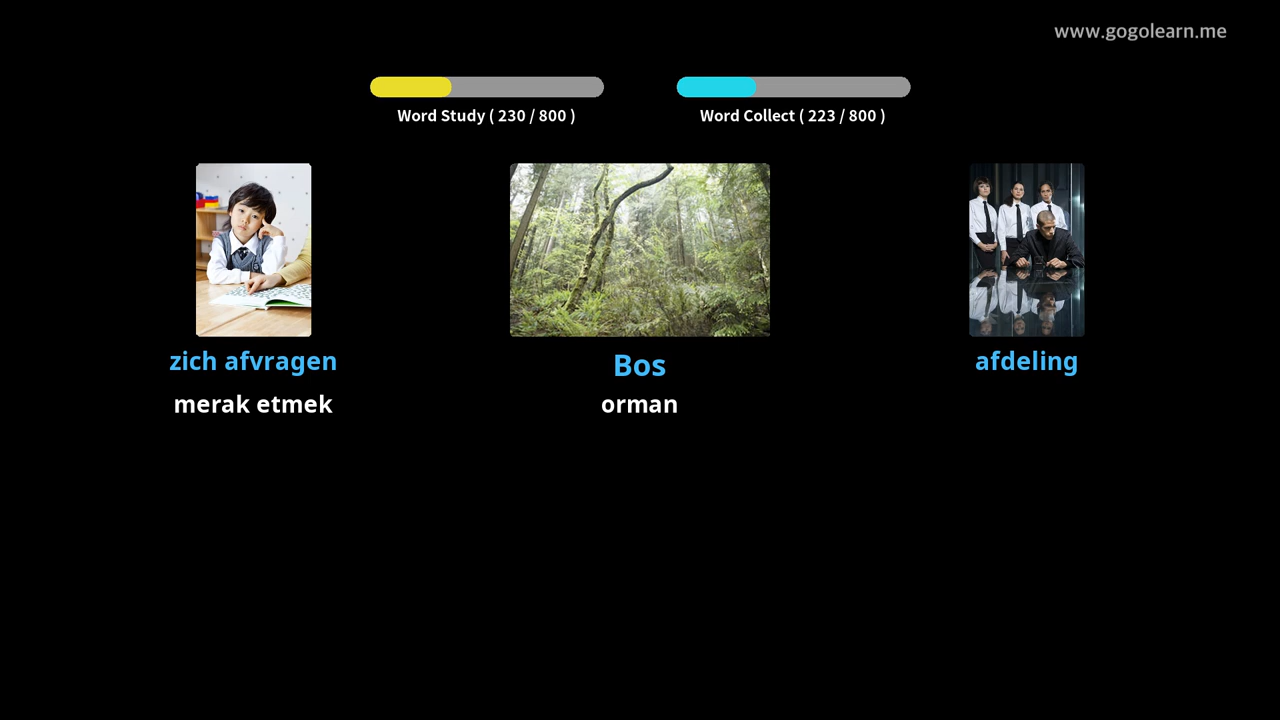 www.gogolearn.me
Word Study ( 230 / 800 )
Word Collect ( 223 / 800 )
zich afvragen
merak etmek
Bos
orman
afdeling